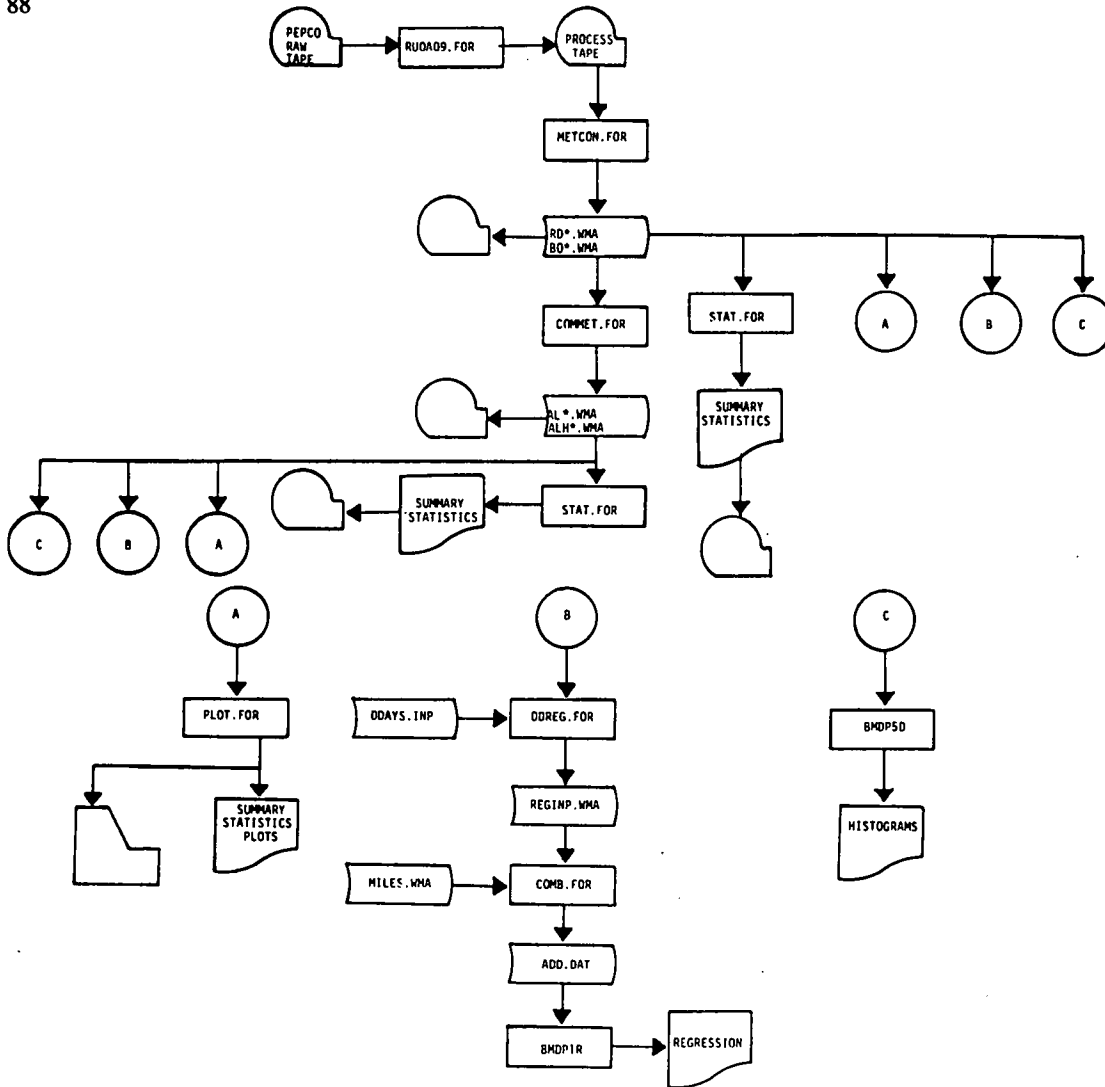 88
PEPCO
RAW
TAPE
RUOA09.FOR
PROCESS
TAPE
METCON.FOR
RD*.WMA
BO*.WMA
COMMET.FOR
STAT.FOR
A
B
C
SUMMARY
STATISTICS
AL*.WMA
ALH*.WMA
C
B
A
SUMMARY
STATISTICS
STAT.FOR
A
B
C
PLOT.FOR
DDAYS.INP
DDREG.FOR
BMDP5D
SUMMARY
STATISTICS
PLOTS
REGINP.WMA
HISTOGRAMS
MILES.WMA
COMB.FOR
ADD.DAT
BMDP1R
REGRESSION